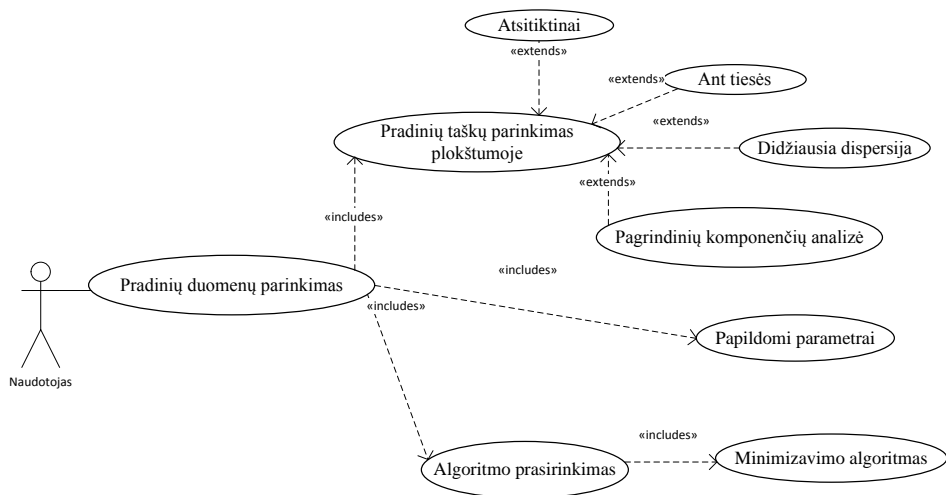 Atsitiktinai
«extends»
«extends»
Ant tiesės
Pradinių taškų parinkimas
plokštumoje
«extends»
Didžiausia dispersija
«extends»
«includes»
Pagrindinių komponenčių analizė
Pradinių duomenų parinkimas
«includes»
«includes»
Papildomi parametrai
Naudotojas
«includes»
Algoritmo prasirinkimas
Minimizavimo algoritmas